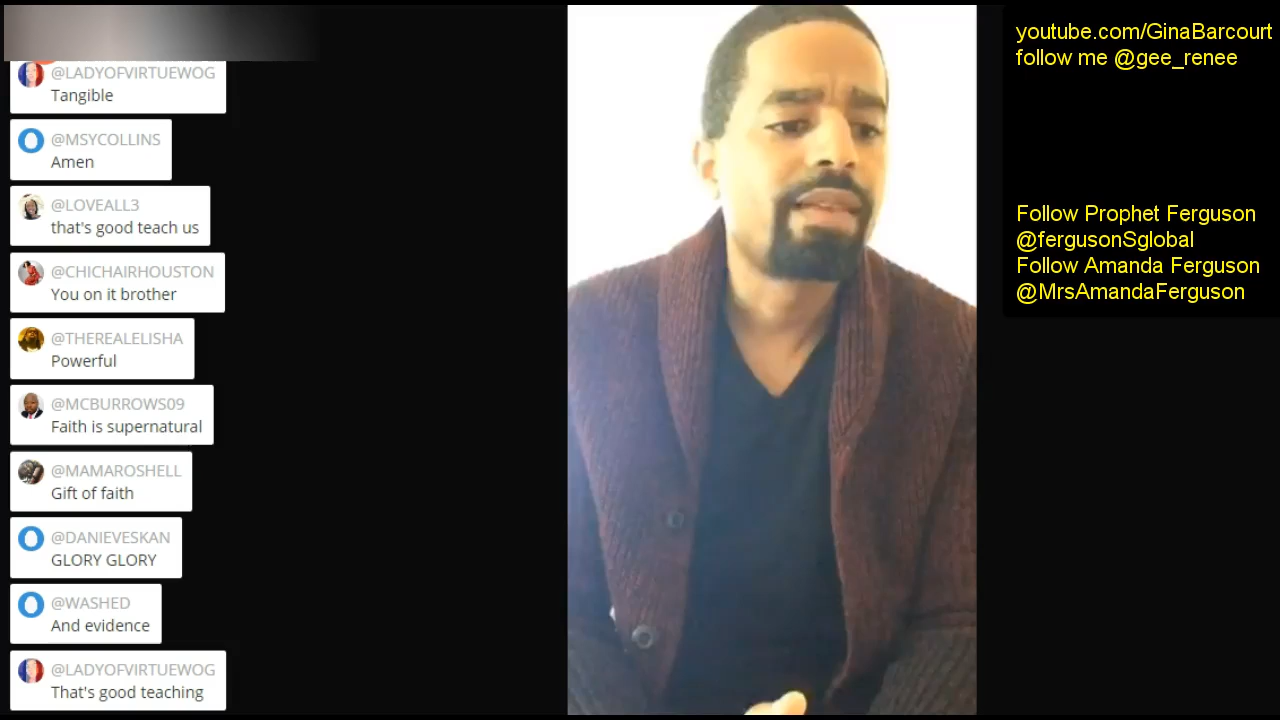 @LADYOFVIRTUEWOG
Tangible
@MSYCOLLINS
Amen
@LOVEALL3
that's good teach us
@CHICHAIRHOUSTON
You on it brother
@THEREALELISHA
Powerful
@MCBURROWS09
Faith is supernatural
@MAMAROSHELL
Gift of faith
@DANIEVESKAN
GLORY GLORY
@WASHED
And evidence
@LADYOFVIRTUEWOG
That's good teaching
youtube.com/GinaBarcourt
follow me @gee_renee
Follow Prophet Ferguson
@fergusonSglobal
Follow Amanda Ferguson
@MrsAmandaFerguson